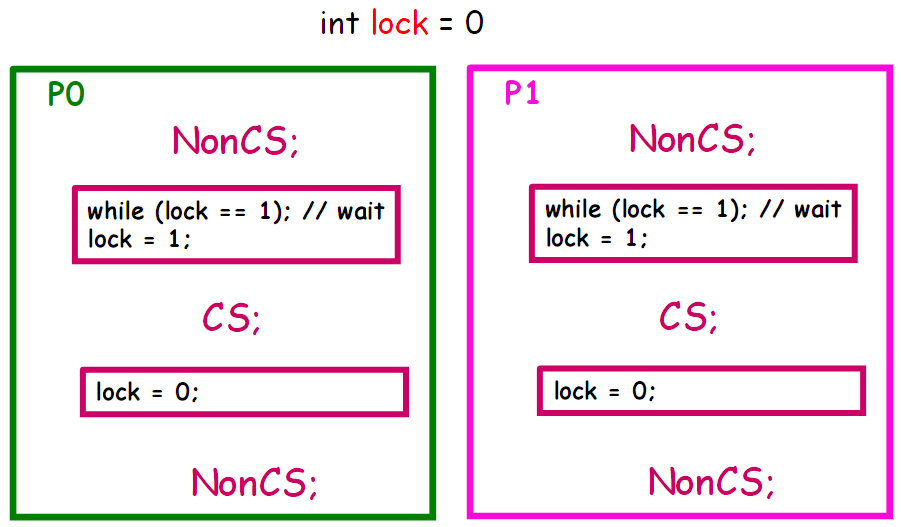 int lock = 0
P0
NonCS;
while (lock == 1); // wait
lock = 1;
CS;
lock = 0;
NonCS;
P1
NonCS;
while (lock == 1); // wait
lock = 1;
CS;
lock = 0;
NonCS;